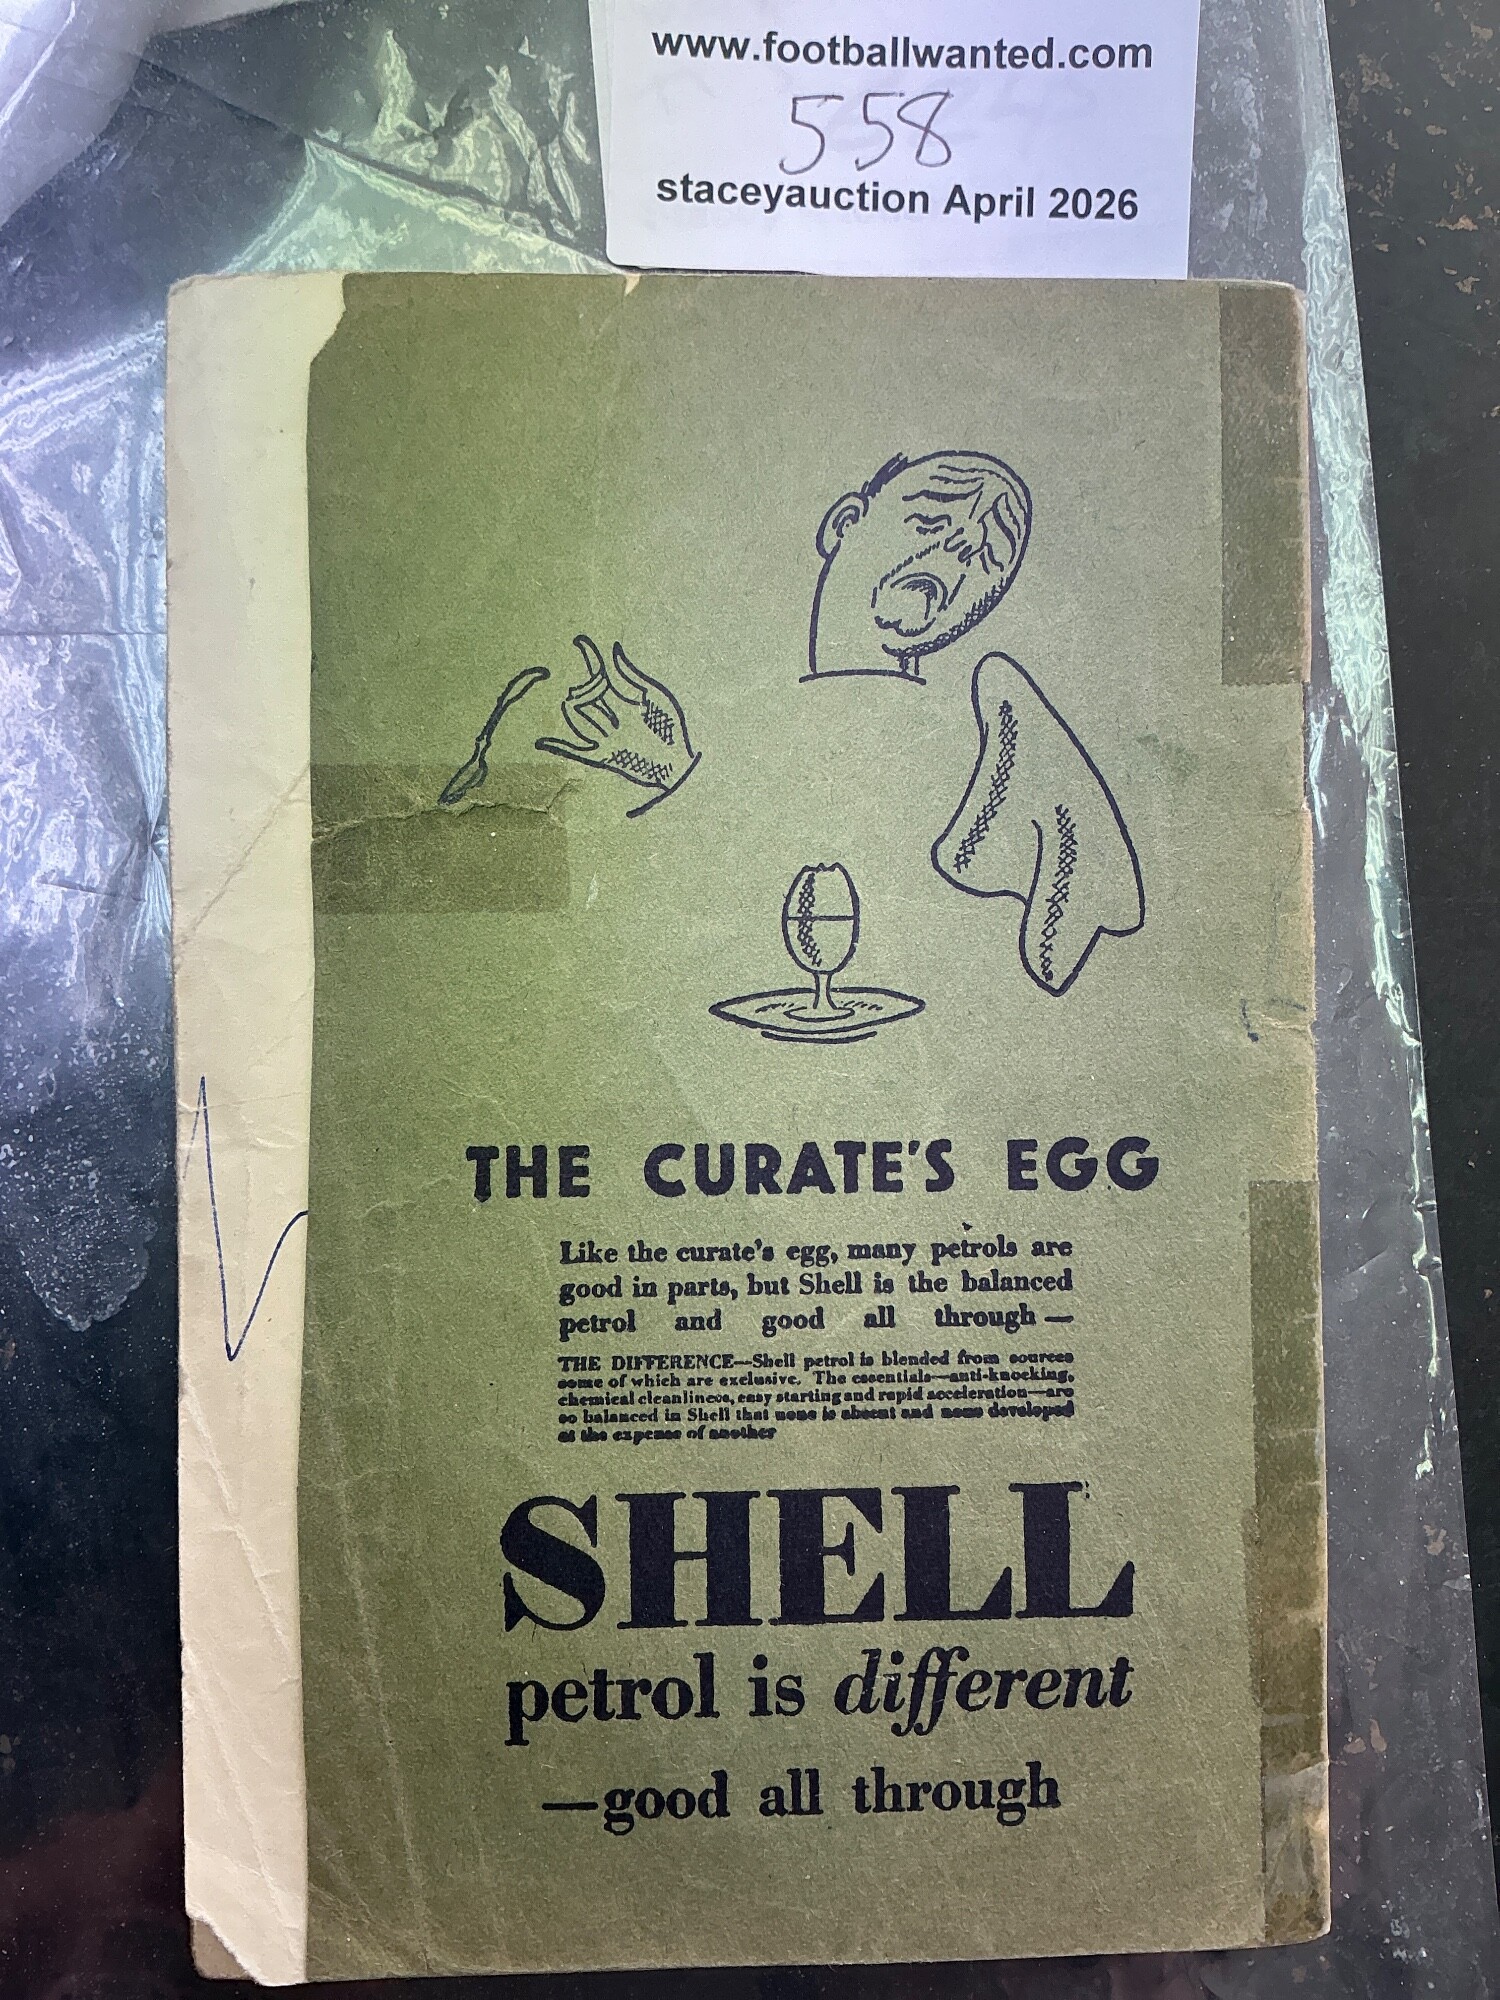 www.footballwanted.com
558
staceyauction April 2026
THE CURATE'S EGG
Like the curate's egg, many petrols are
good in parts, but Shell is the balanced
petrol and good all through—
THE DIFFERENCE—Shell petrol is blended from sources
some of which are exclusive. The essentials—anti-knocking,
chemical cleanliness, easy starting and rapid acceleration—are
so balanced in Shell that none is absent and none developed
at the expense of another
SHELL
petrol is different
—good all through